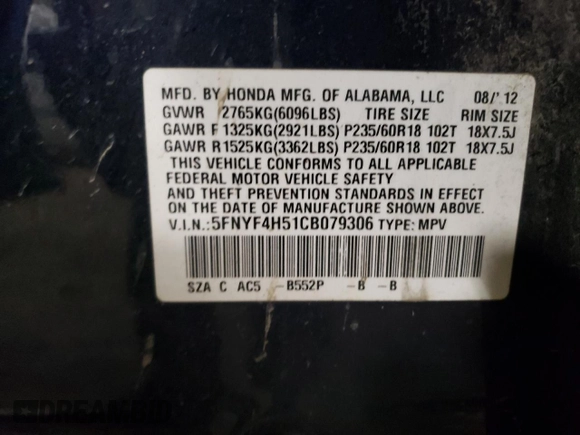 MFD. BY HONDA MFG. OF ALABAMA, LLC 08/'12
GVWR 2765KG(6096LBS) TIRE SIZE RIM SIZE
GAWR F 1325KG(2921LBS) P235/60R18 102T 18X7.5J
GAWR R 1525KG(3362LBS) P235/60R18 102T 18X7.5J
THIS VEHICLE CONFORMS TO ALL APPLICABLE
FEDERAL MOTOR VEHICLE SAFETY
AND THEFT PREVENTION STANDARDS IN EFFECT
ON THE DATE OF MANUFACTURE SHOWN ABOVE.
V.I.N.:5FNYF4H51CB079306 TYPE: MPV
SZA C AC5 -B552P -B -B
DREAMBID